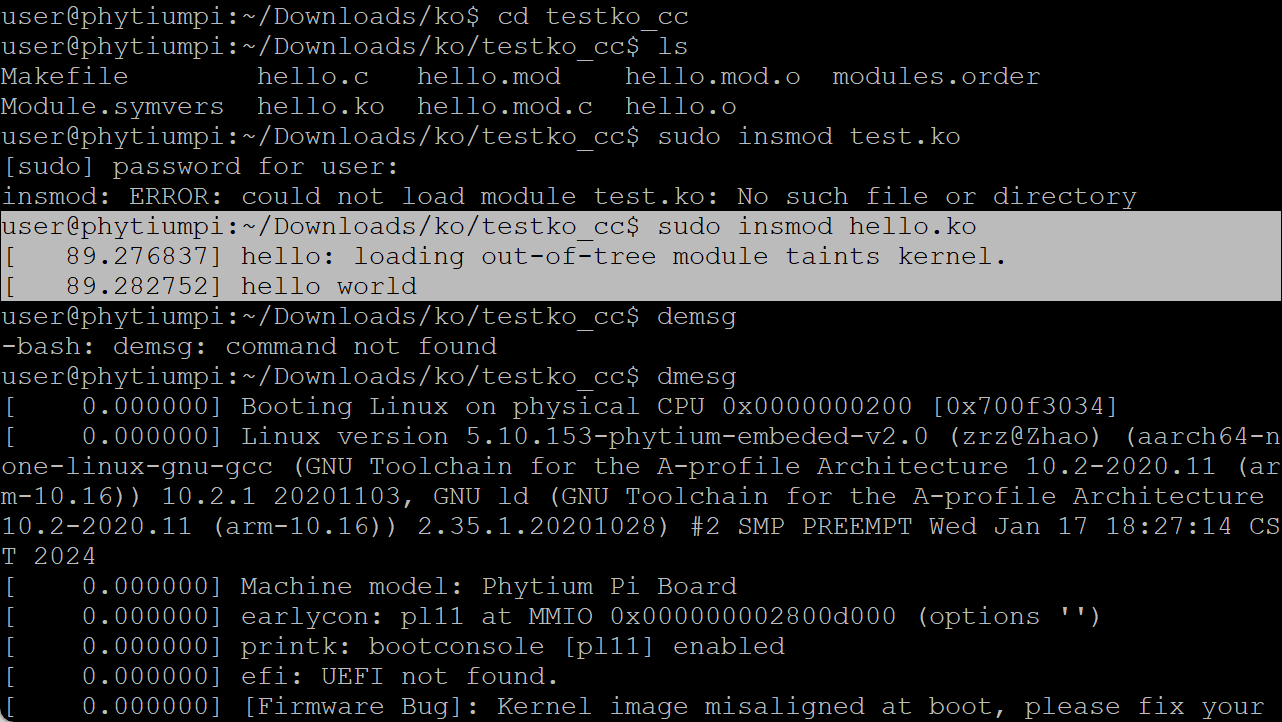 user@phytiumpi:~/Downloads/ko$ cd testko_cc
user@phytiumpi:~/Downloads/ko/testko_cc$ ls
Makefile        hello.c   hello.mod    hello.mod.o  modules.order
Module.symvers  hello.ko  hello.mod.c  hello.o
user@phytiumpi:~/Downloads/ko/testko_cc$ sudo insmod test.ko
[sudo] password for user:
insmod: ERROR: could not load module test.ko: No such file or directory
user@phytiumpi:~/Downloads/ko/testko_cc$ sudo insmod hello.ko
[   89.276837] hello: loading out-of-tree module taints kernel.
[   89.282752] hello world
user@phytiumpi:~/Downloads/ko/testko_cc$ demsg
-bash: demsg: command not found
user@phytiumpi:~/Downloads/ko/testko_cc$ dmesg
[    0.000000] Booting Linux on physical CPU 0x0000000200 [0x700f3034]
[    0.000000] Linux version 5.10.153-phytium-embeded-v2.0 (zrz@Zhao) (aarch64-n
one-linux-gnu-gcc (GNU Toolchain for the A-profile Architecture 10.2-2020.11 (ar
m-10.16)) 10.2.1 20201103, GNU ld (GNU Toolchain for the A-profile Architecture
10.2-2020.11 (arm-10.16)) 2.35.1.20201028) #2 SMP PREEMPT Wed Jan 17 18:27:14 CS
T 2024
[    0.000000] Machine model: Phytium Pi Board
[    0.000000] earlycon: pl11 at MMIO 0x000000002800d000 (options '')
[    0.000000] printk: bootconsole [pl11] enabled
[    0.000000] efi: UEFI not found.
[    0.000000] [Firmware Bug]: Kernel image misaligned at boot, please fix your